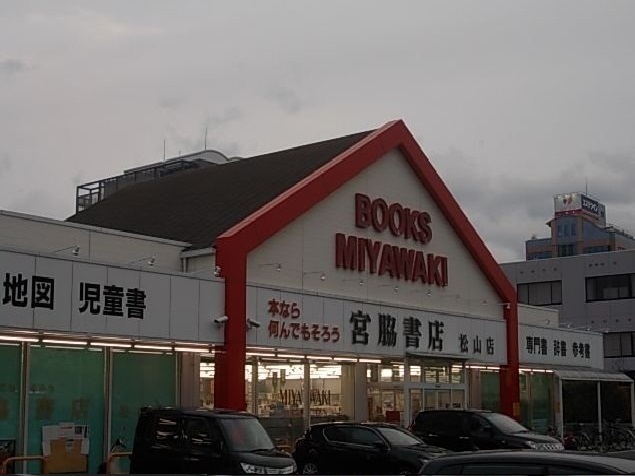 BOOKS
MIYAWAKI
地図 児童書
本なら
何んでもそろう
宮脇書店 松山店
専門書 辞書 参考書
MIYAWAKI